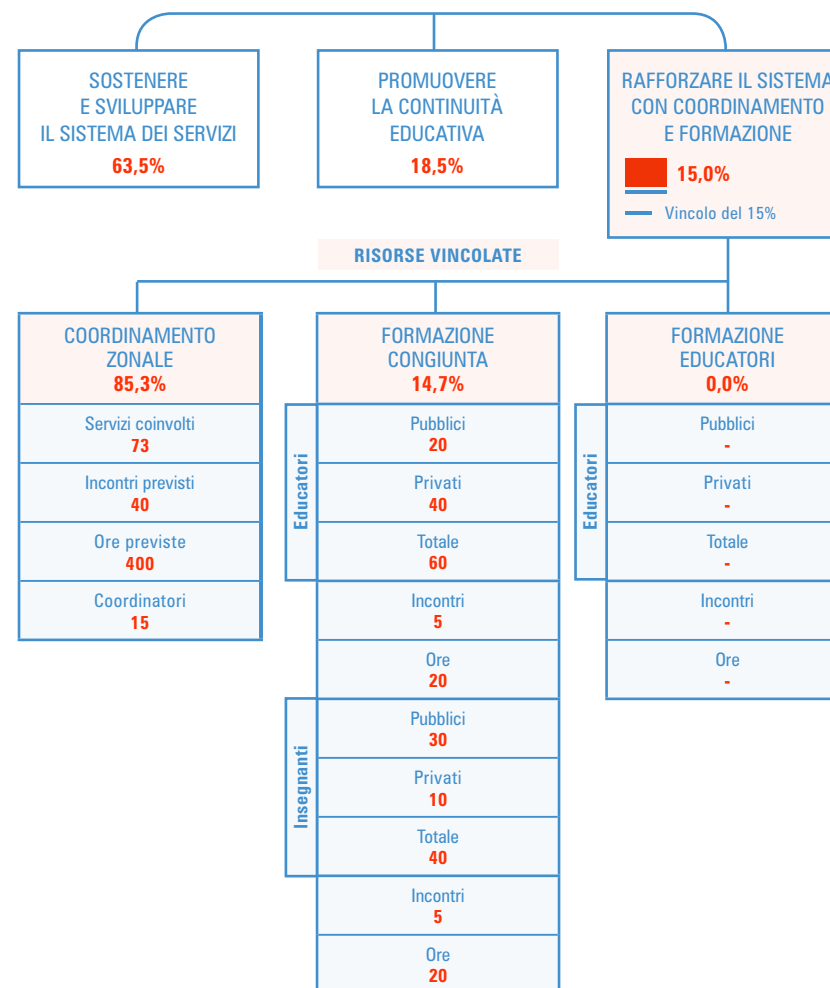 SOSTENERE
E SVILUPPARE
IL SISTEMA DEI SERVIZI
63,5%
PROMUOVERE
LA CONTINUITÀ
EDUCATIVA
18,5%
RAFFORZARE IL SISTEMA
CON COORDINAMENTO
E FORMAZIONE
15,0%
Vincolo del 15%
RISORSE VINCOLATE
COORDINAMENTO
ZONALE
85,3%
Servizi coinvolti
73
Incontri previsti
40
Ore previste
400
Coordinatori
15
FORMAZIONE
CONGIUNTA
14,7%
Educatori
Pubblici
20
Privati
40
Totale
60
Incontri
5
Ore
20
Insegnanti
Pubblici
30
Privati
10
Totale
40
Incontri
5
Ore
20
FORMAZIONE
EDUCATORI
0,0%
Educatori
Pubblici
-
Privati
-
Totale
-
Incontri
-
Ore
-